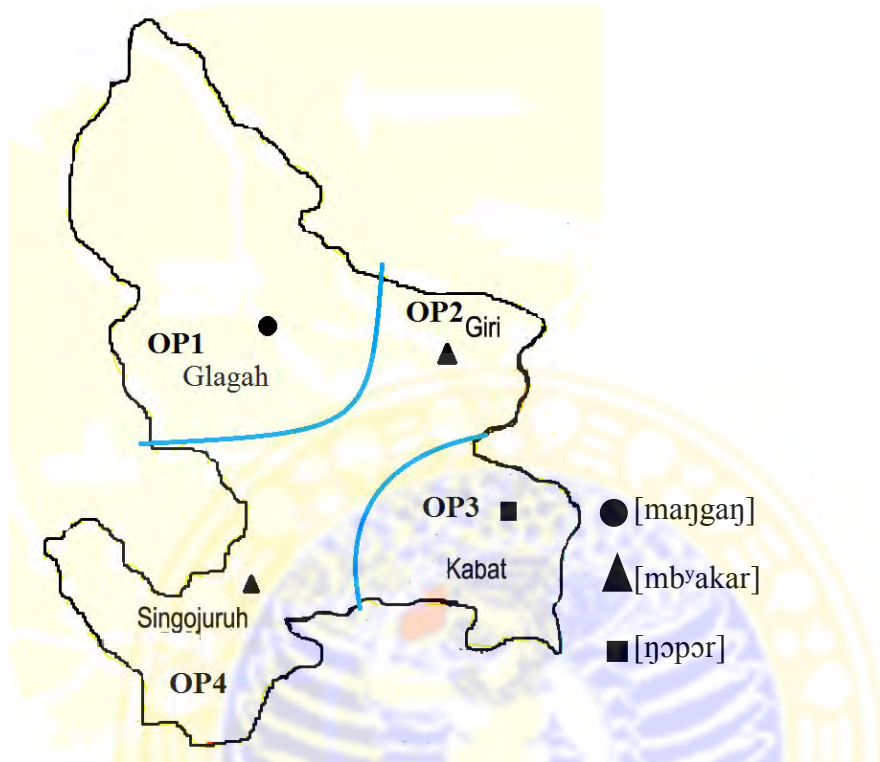 OP2
Giri
OP1
Glagah
OP3
[maŋgaŋ]
Kabat
[mbʸakar]
Singojuruh
[ŋɔpɔr]
OP4